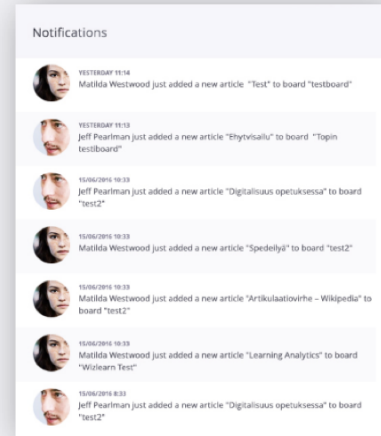 Notifications
YESTERDAY 11:14
Matilda Westwood just added a new article "Test" to board "testboard"
YESTERDAY 11:13
Jeff Pearlman just added a new article "Ehytvisailu" to board "Topin
testiboard"
15/06/2016 10:33
Jeff Pearlman just added a new article "Digitalisuus opetuksessa" to board
"test2"
15/06/2016 10:33
Matilda Westwood just added a new article "Spedeilyä" to board "test2"
15/06/2016 10:33
Matilda Westwood just added a new article "Artikulaatiovirhe – Wikipedia" to
board "test2"
15/06/2016 10:33
Matilda Westwood just added a new article "Learning Analytics" to board
"Wizlearn Test"
15/06/2016 8:33
Jeff Pearlman just added a new article "Digitalisuus opetuksessa" to board
"test2"